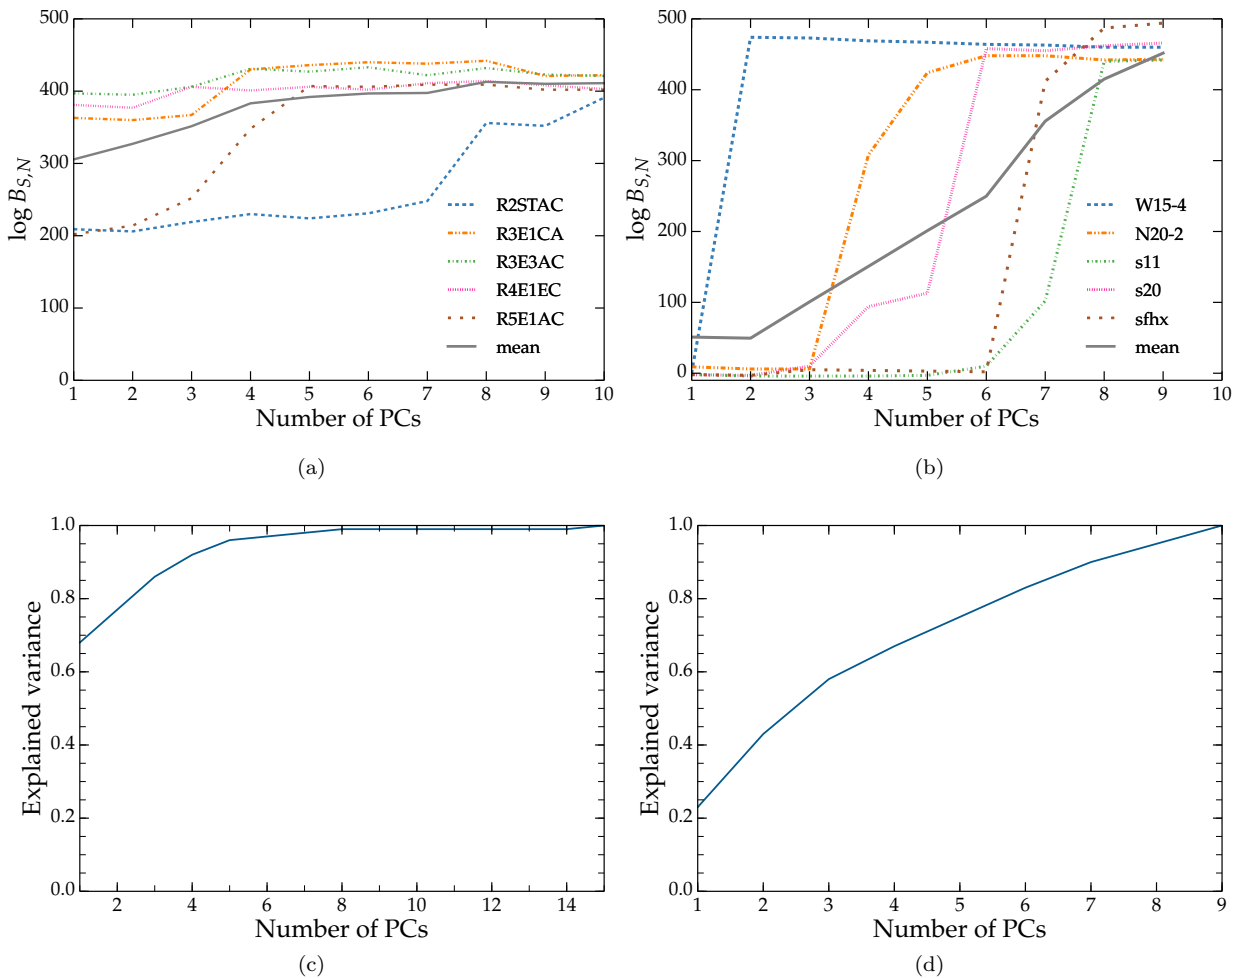 500
400
300
200
100
0
log B_{S,N}
R2STAC
R3E1CA
R3E3AC
R4E1EC
R5E1AC
mean
1 2 3 4 5 6 7 8 9 10
Number of PCs
(a)
500
400
300
200
100
0
log B_{S,N}
W15-4
N20-2
s11
s20
sfhx
mean
1 2 3 4 5 6 7 8 9 10
Number of PCs
(b)
1.0
0.8
0.6
0.4
0.2
0.0
Explained variance
2 4 6 8 10 12 14
Number of PCs
(c)
1.0
0.8
0.6
0.4
0.2
0.0
Explained variance
1 2 3 4 5 6 7 8 9
Number of PCs
(d)